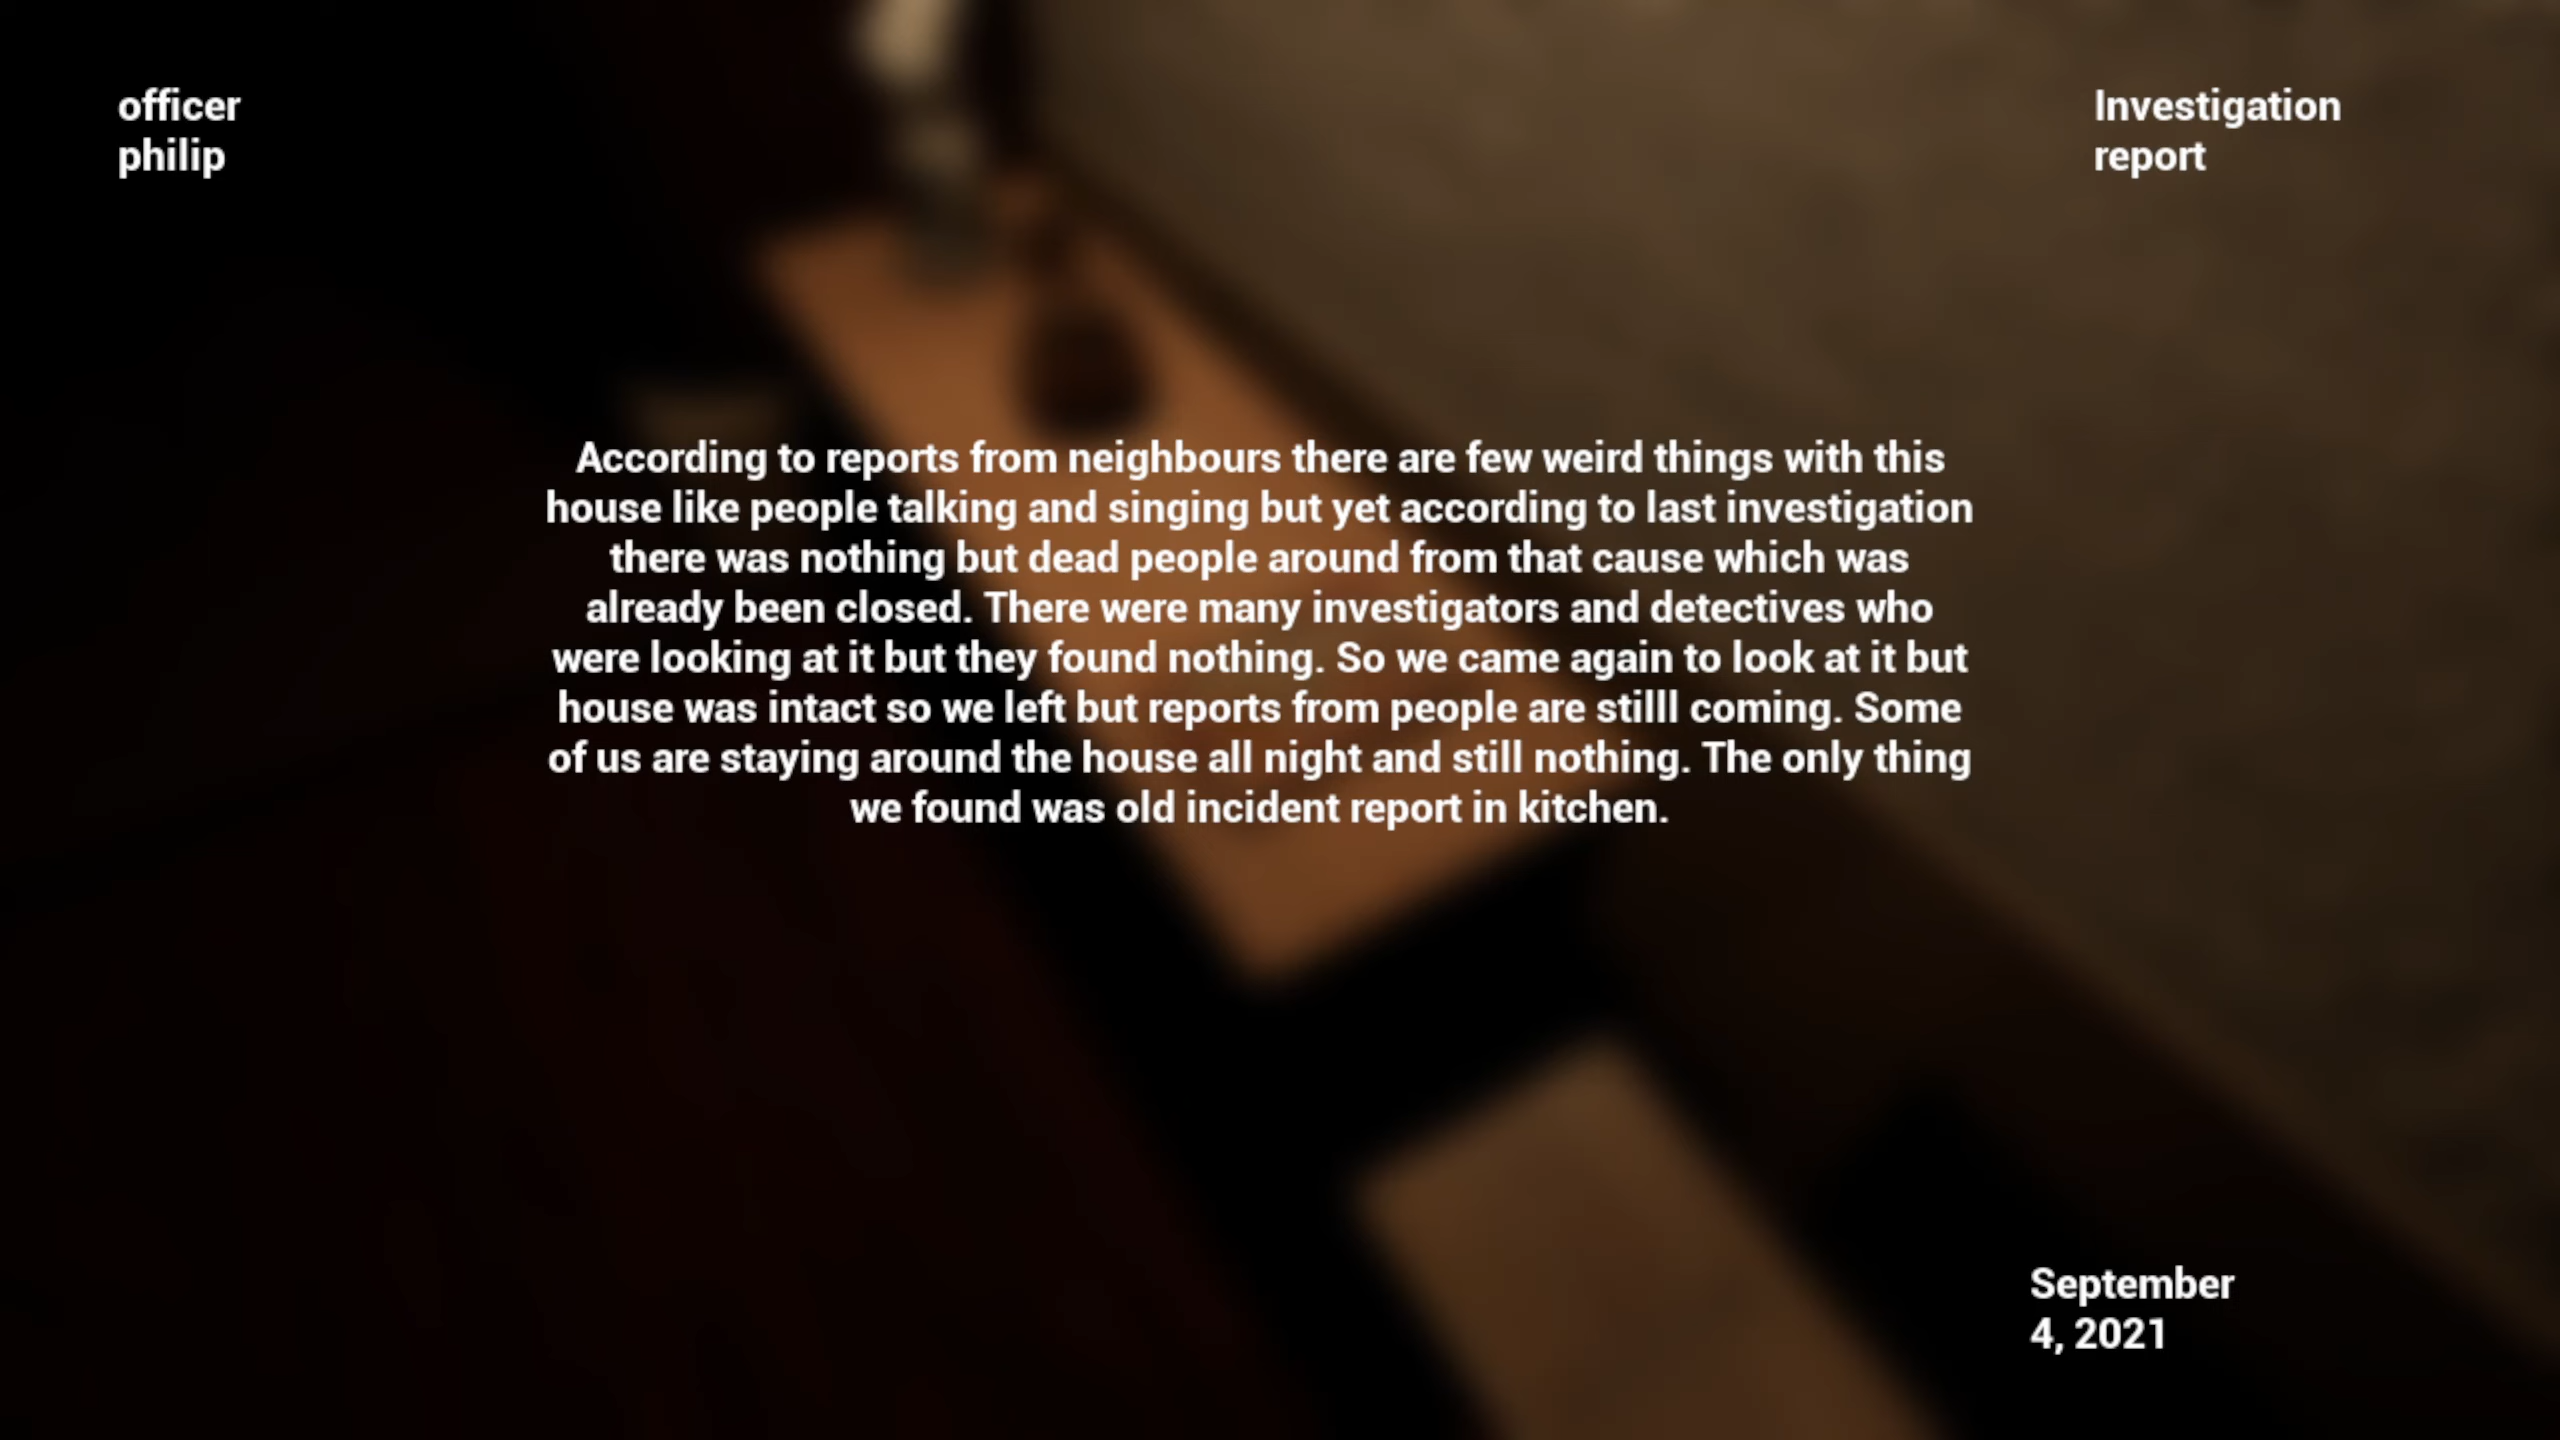 officer
philip
Investigation
report
According to reports from neighbours there are few weird things with this
house like people talking and singing but yet according to last investigation
there was nothing but dead people around from that cause which was
already been closed. There were many investigators and detectives who
were looking at it but they found nothing. So we came again to look at it but
house was intact so we left but reports from people are stilll coming. Some
of us are staying around the house all night and still nothing. The only thing
we found was old incident report in kitchen.
September
4, 2021